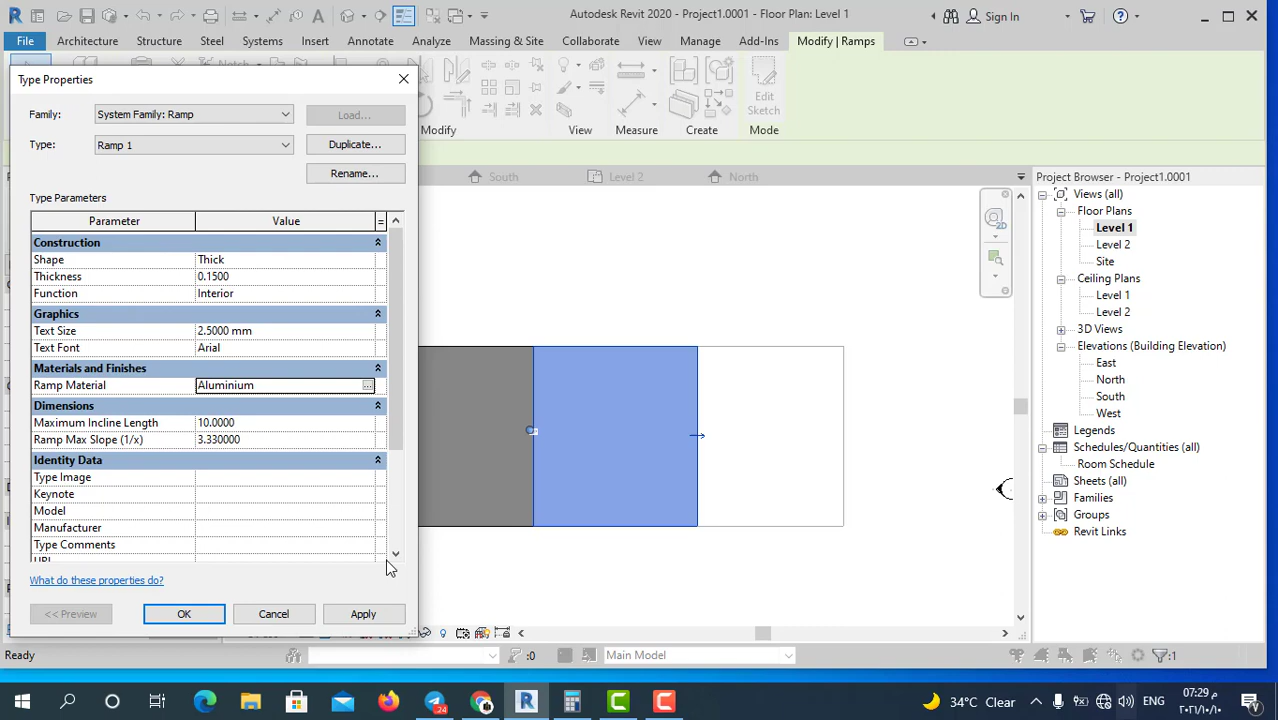 Autodesk Revit 2020 - Project1.0001 - Floor Plan: Level 1
Sign In
File
Architecture
Structure
Steel
Systems
Insert
Annotate
Analyze
Massing & Site
Collaborate
View
Manage
Add-Ins
Modify | Ramps
Type Properties
Family:
System Family: Ramp
Load...
Type:
Ramp 1
Duplicate...
Rename...
Type Parameters
Parameter
Value
=
Construction
Shape
Thick
Thickness
0.1500
Function
Interior
Graphics
Text Size
2.5000 mm
Text Font
Arial
Materials and Finishes
Ramp Material
Aluminium
Dimensions
Maximum Incline Length
10.0000
Ramp Max Slope (1/x)
3.330000
Identity Data
Type Image
Keynote
Model
Manufacturer
Type Comments
URL
What do these properties do?
<< Preview
OK
Cancel
Apply
Modify
View
Measure
Create
Edit
Sketch
Mode
South
Level 2
North
2D
Project Browser - Project1.0001
Views (all)
Floor Plans
Level 1
Level 2
Site
Ceiling Plans
Level 1
Level 2
3D Views
Elevations (Building Elevation)
East
North
South
West
Legends
Schedules/Quantities (all)
Room Schedule
Sheets (all)
Families
Groups
Revit Links
Ready
:0
Main Model
:1
24
34°C Clear
ENG